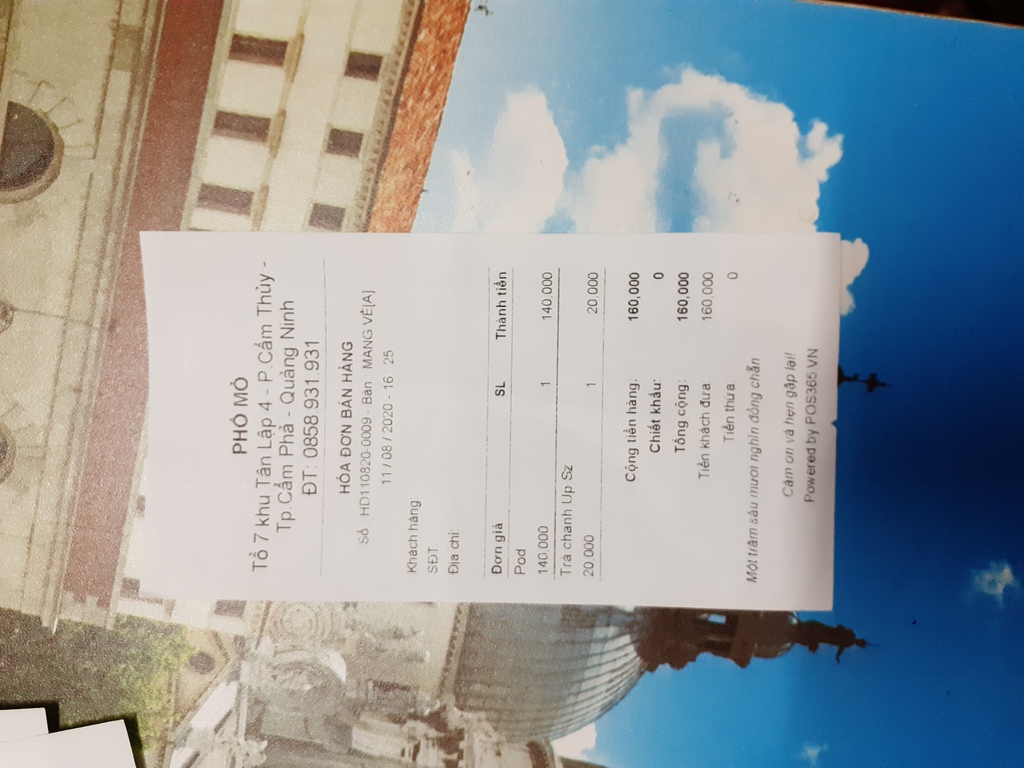 PHỐ MỎ
Tổ 7 khu Tân Lập 4 - P.Cẩm Thủy -
Tp.Cẩm Phả - Quảng Ninh
ĐT: 0858 931 931
HÓA ĐƠN BÁN HÀNG
Số : HD110820-0009 - Bàn MANG VỀ[A]
11 / 08 / 2020 - 16 : 25
Khách hàng:
SĐT:
Địa chỉ:
Đơn giá SL Thành tiền
Pod
140,000 1 140,000
Trà chanh Up Sz
20,000 1 20,000
Cộng tiền hàng: 160,000
Chiết khấu: 0
Tổng cộng: 160,000
Tiền khách đưa: 160,000
Tiền thừa: 0
Một trăm sáu mươi nghìn đồng chẵn
Cảm ơn và hẹn gặp lại!
Powered by POS365.VN